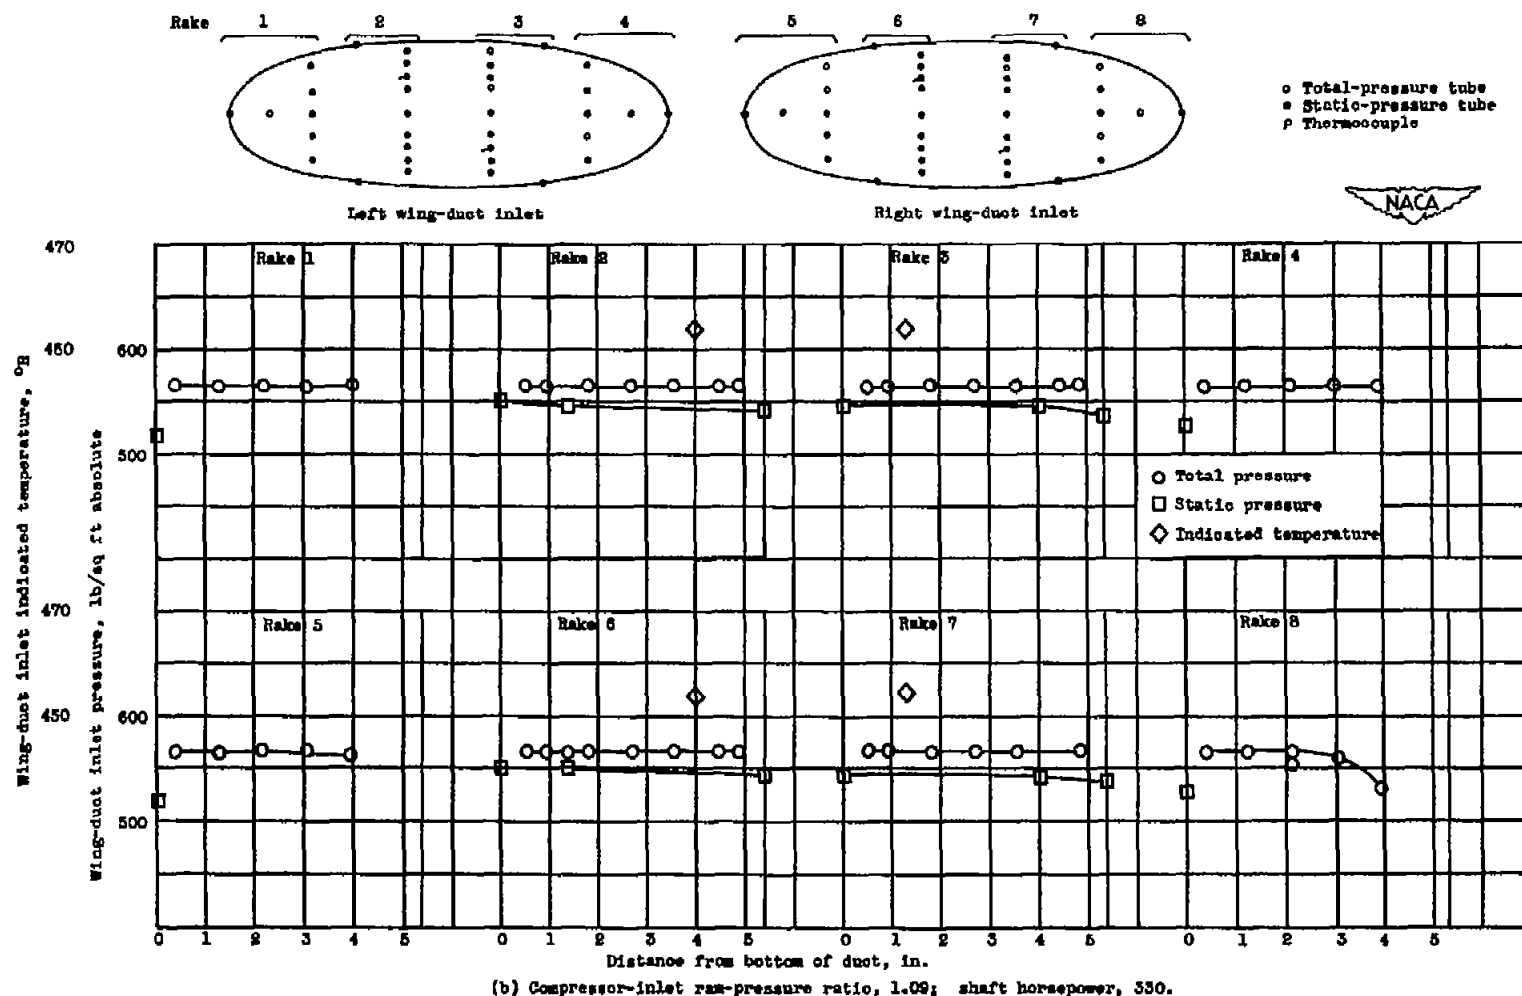 Rake 1 2 3 4 5 6 7 8
Total-pressure tube
Static-pressure tube
Thermocouple
Left wing-duct inlet
Right wing-duct inlet
NACA
Wing-duct inlet indicated temperature, °R
Wing-duct inlet pressure, lb/sq ft absolute
470
Rake 1
Rake 2
Rake 3
Rake 4
450 600
500
Total pressure
Static pressure
Indicated temperature
470
Rake 5
Rake 6
Rake 7
Rake 8
450 600
500
0 1 2 3 4 5 0 1 2 3 4 5 0 1 2 3 4 5 0 1 2 3 4 5
Distance from bottom of duct, in.
(b) Compressor-inlet ram-pressure ratio, 1.09; shaft horsepower, 330.